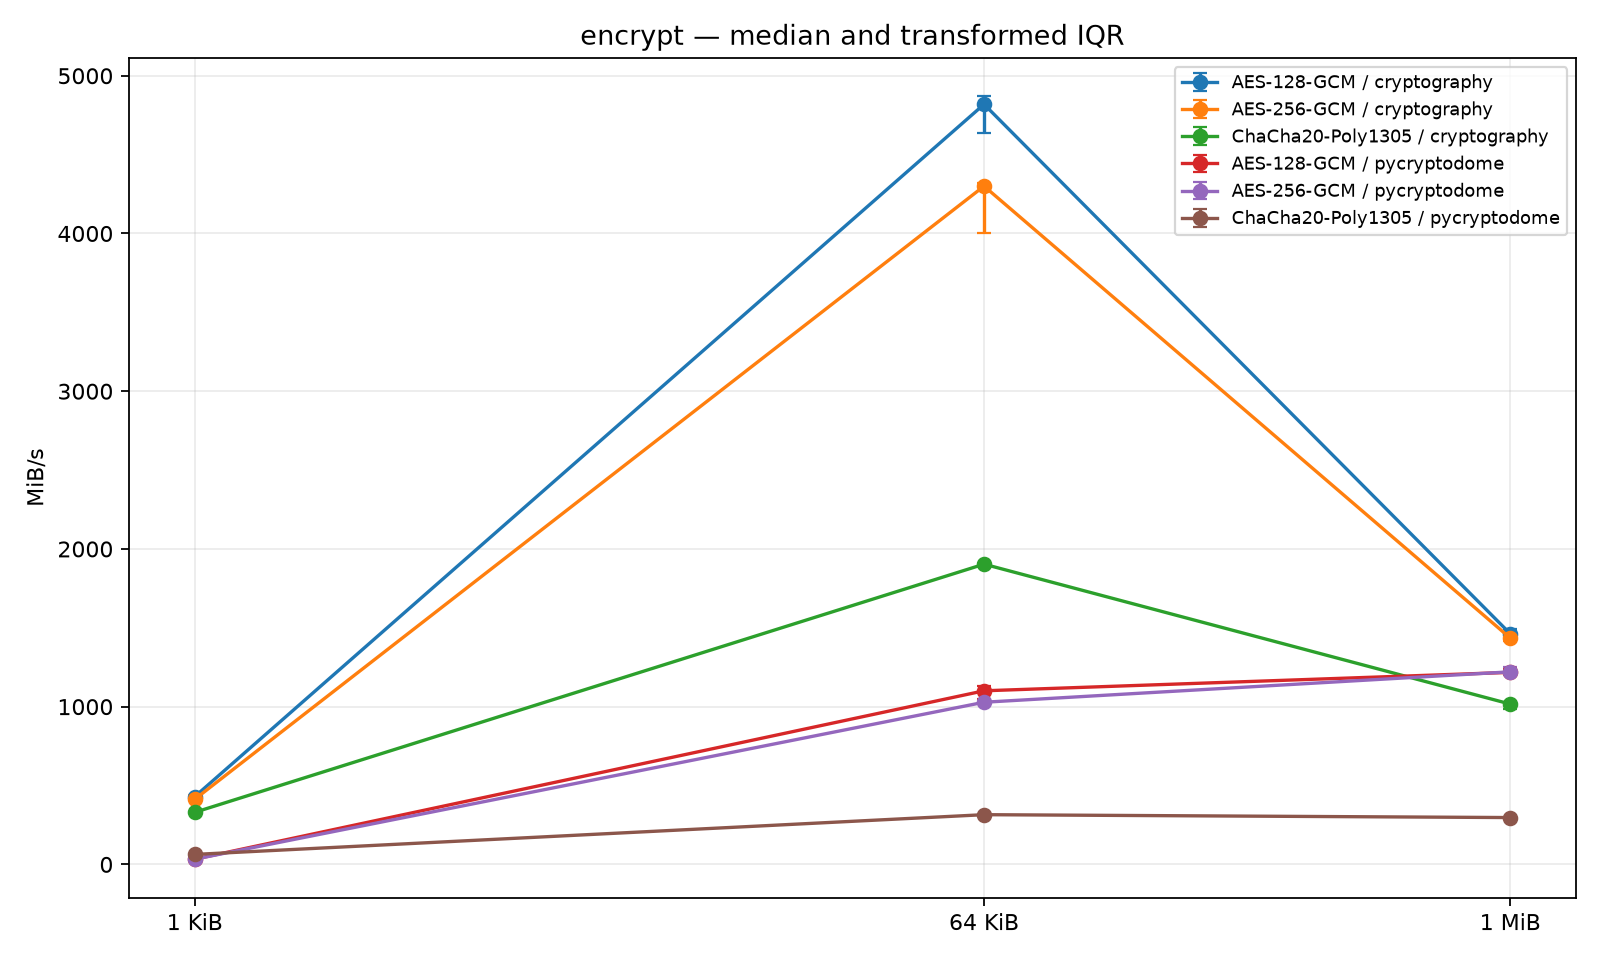 encrypt — median and transformed IQR
5000
4000
3000
2000
1000
0
MiB/s
AES-128-GCM / cryptography
AES-256-GCM / cryptography
ChaCha20-Poly1305 / cryptography
AES-128-GCM / pycryptodome
AES-256-GCM / pycryptodome
ChaCha20-Poly1305 / pycryptodome
1 KiB
64 KiB
1 MiB